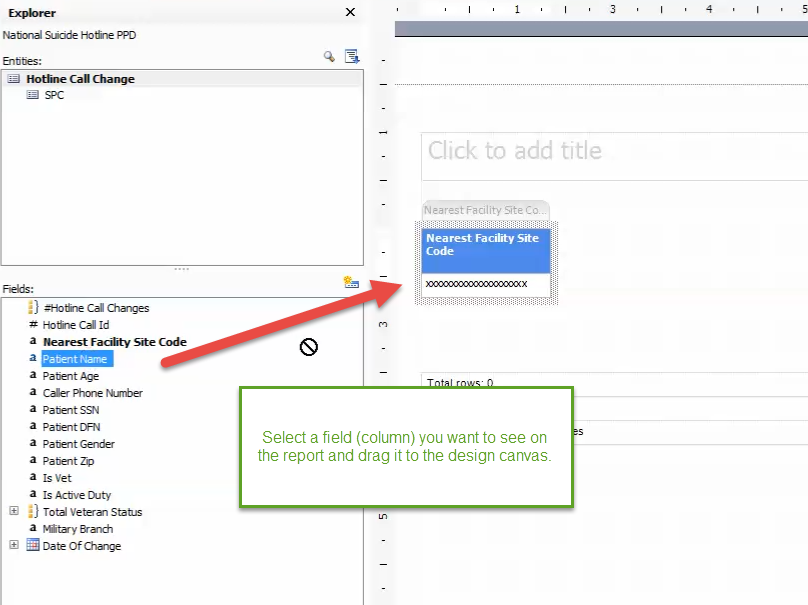 Explorer
National Suicide Hotline PPD
Entities:
Hotline Call Change
SPC
Fields:
#Hotline Call Changes
# Hotline Call Id
a Nearest Facility Site Code
a Patient Name
a Patient Age
a Caller Phone Number
a Patient SSN
a Patient DFN
a Patient Gender
a Patient Zip
a Is Vet
a Is Active Duty
Total Veteran Status
a Military Branch
Date Of Change
1 3 4 5
1
3
5
Click to add title
Nearest Facility Site Co...
Nearest Facility Site
Code
xxxxxxxxxxxxxxxxxxxx
Total rows: 0
es
Select a field (column) you want to see on
the report and drag it to the design canvas.